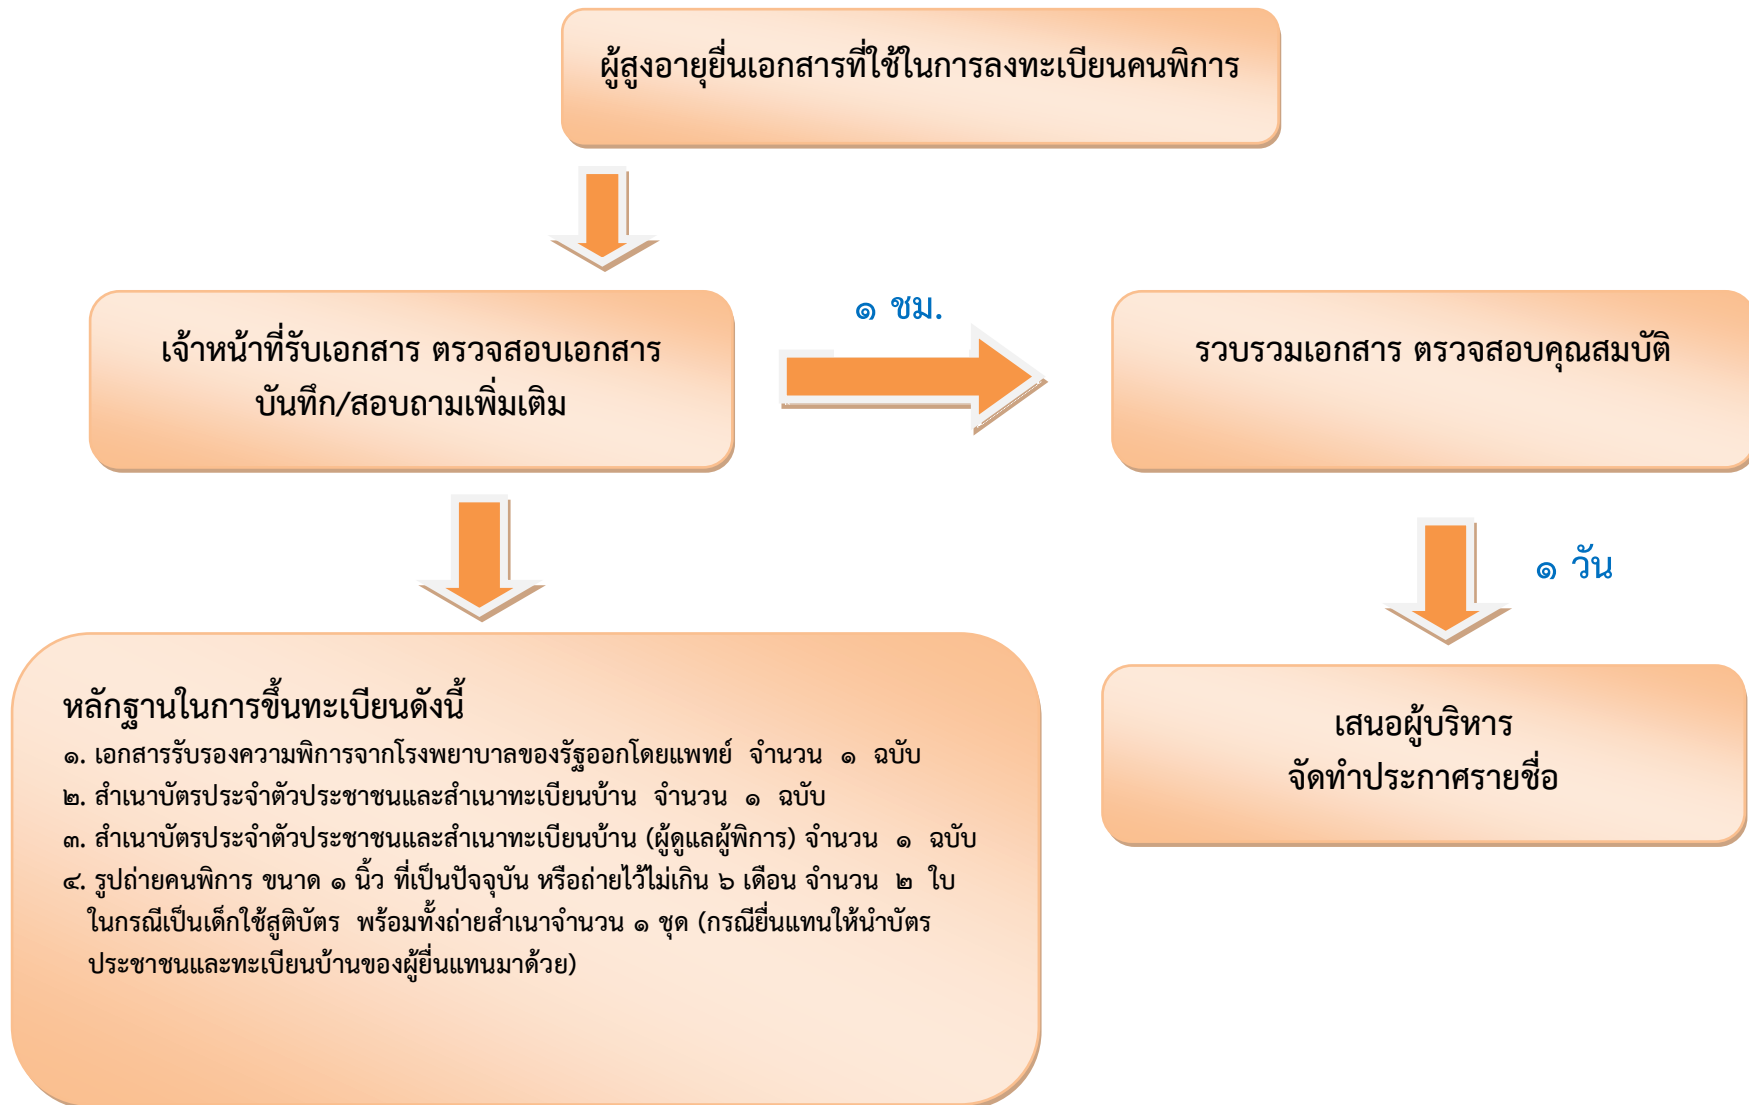 ผู้สูงอายุยื่นเอกสารที่ใช้ในการลงทะเบียนคนพิการ
เจ้าหน้าที่รับเอกสาร ตรวจสอบเอกสาร
บันทึก/สอบถามเพิ่มเติม
๑ ชม.
รวบรวมเอกสาร ตรวจสอบคุณสมบัติ
๑ วัน
หลักฐานในการขึ้นทะเบียนดังนี้
๑. เอกสารรับรองความพิการจากโรงพยาบาลของรัฐออกโดยแพทย์ จำนวน ๑ ฉบับ
๒. สำเนาบัตรประจำตัวประชาชนและสำเนาทะเบียนบ้าน จำนวน ๑ ฉบับ
๓. สำเนาบัตรประจำตัวประชาชนและสำเนาทะเบียนบ้าน (ผู้ดูแลผู้พิการ) จำนวน ๑ ฉบับ
๔. รูปถ่ายคนพิการ ขนาด ๑ นิ้ว ที่เป็นปัจจุบัน หรือถ่ายไว้ไม่เกิน ๖ เดือน จำนวน ๒ ใบ
ในกรณีเป็นเด็กใช้สูติบัตร พร้อมทั้งถ่ายสำเนาจำนวน ๑ ชุด (กรณียื่นแทนให้นำบัตร
ประชาชนและทะเบียนบ้านของผู้ยื่นแทนมาด้วย)
เสนอผู้บริหาร
จัดทำประกาศรายชื่อ